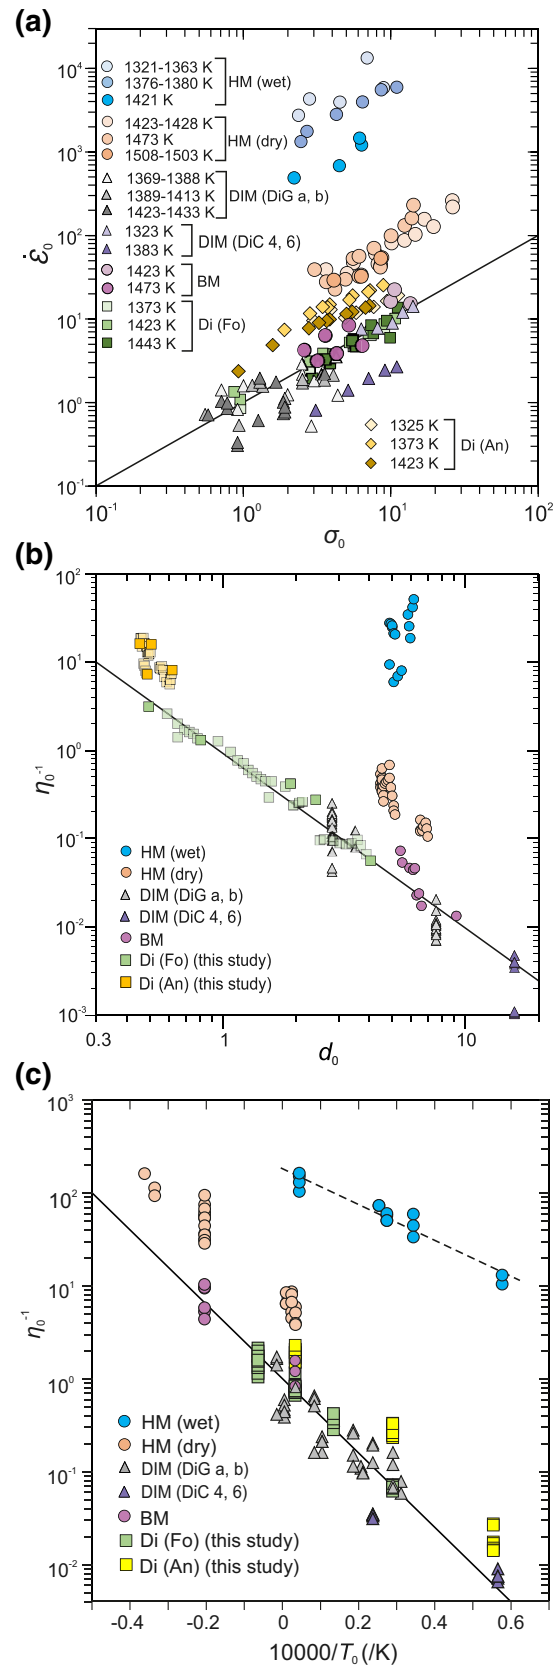 (a)
10⁴
10³
10²
10¹
10⁰
10⁻¹
ε̇₀
1321-1363 K
1376-1380 K
1421 K
HM (wet)
1423-1428 K
1473 K
1508-1503 K
HM (dry)
1369-1388 K
1389-1413 K
1423-1433 K
DIM (DiG a, b)
1323 K
1383 K
DIM (DiC 4, 6)
1423 K
1473 K
BM
1373 K
1423 K
1443 K
Di (Fo)
1325 K
1373 K
1423 K
Di (An)
10⁻¹ 10⁰ 10¹ 10²
σ₀
(b)
10²
10¹
10⁰
10⁻¹
10⁻²
10⁻³
η₀⁻¹
HM (wet)
HM (dry)
DIM (DiG a, b)
DIM (DiC 4, 6)
BM
Di (Fo) (this study)
Di (An) (this study)
0.3 1 10
d₀
(c)
10³
10²
10¹
10⁰
10⁻¹
10⁻²
η₀⁻¹
HM (wet)
HM (dry)
DIM (DiG a, b)
DIM (DiC 4, 6)
BM
Di (Fo) (this study)
Di (An) (this study)
-0.4 -0.2 0 0.2 0.4 0.6
10000/T₀(/K)